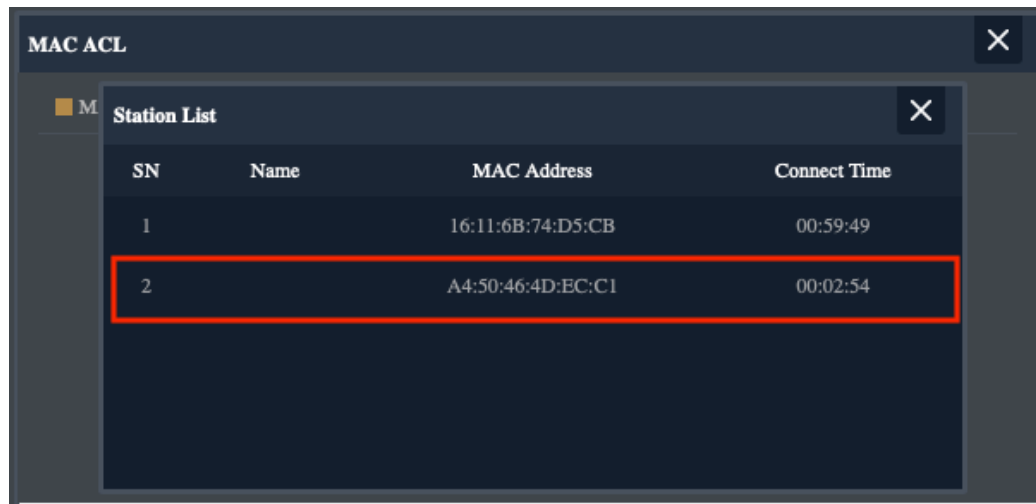 MAC ACL
M
Station List
SN Name MAC Address Connect Time
1 16:11:6B:74:D5:CB 00:59:49
2 A4:50:46:4D:EC:C1 00:02:54